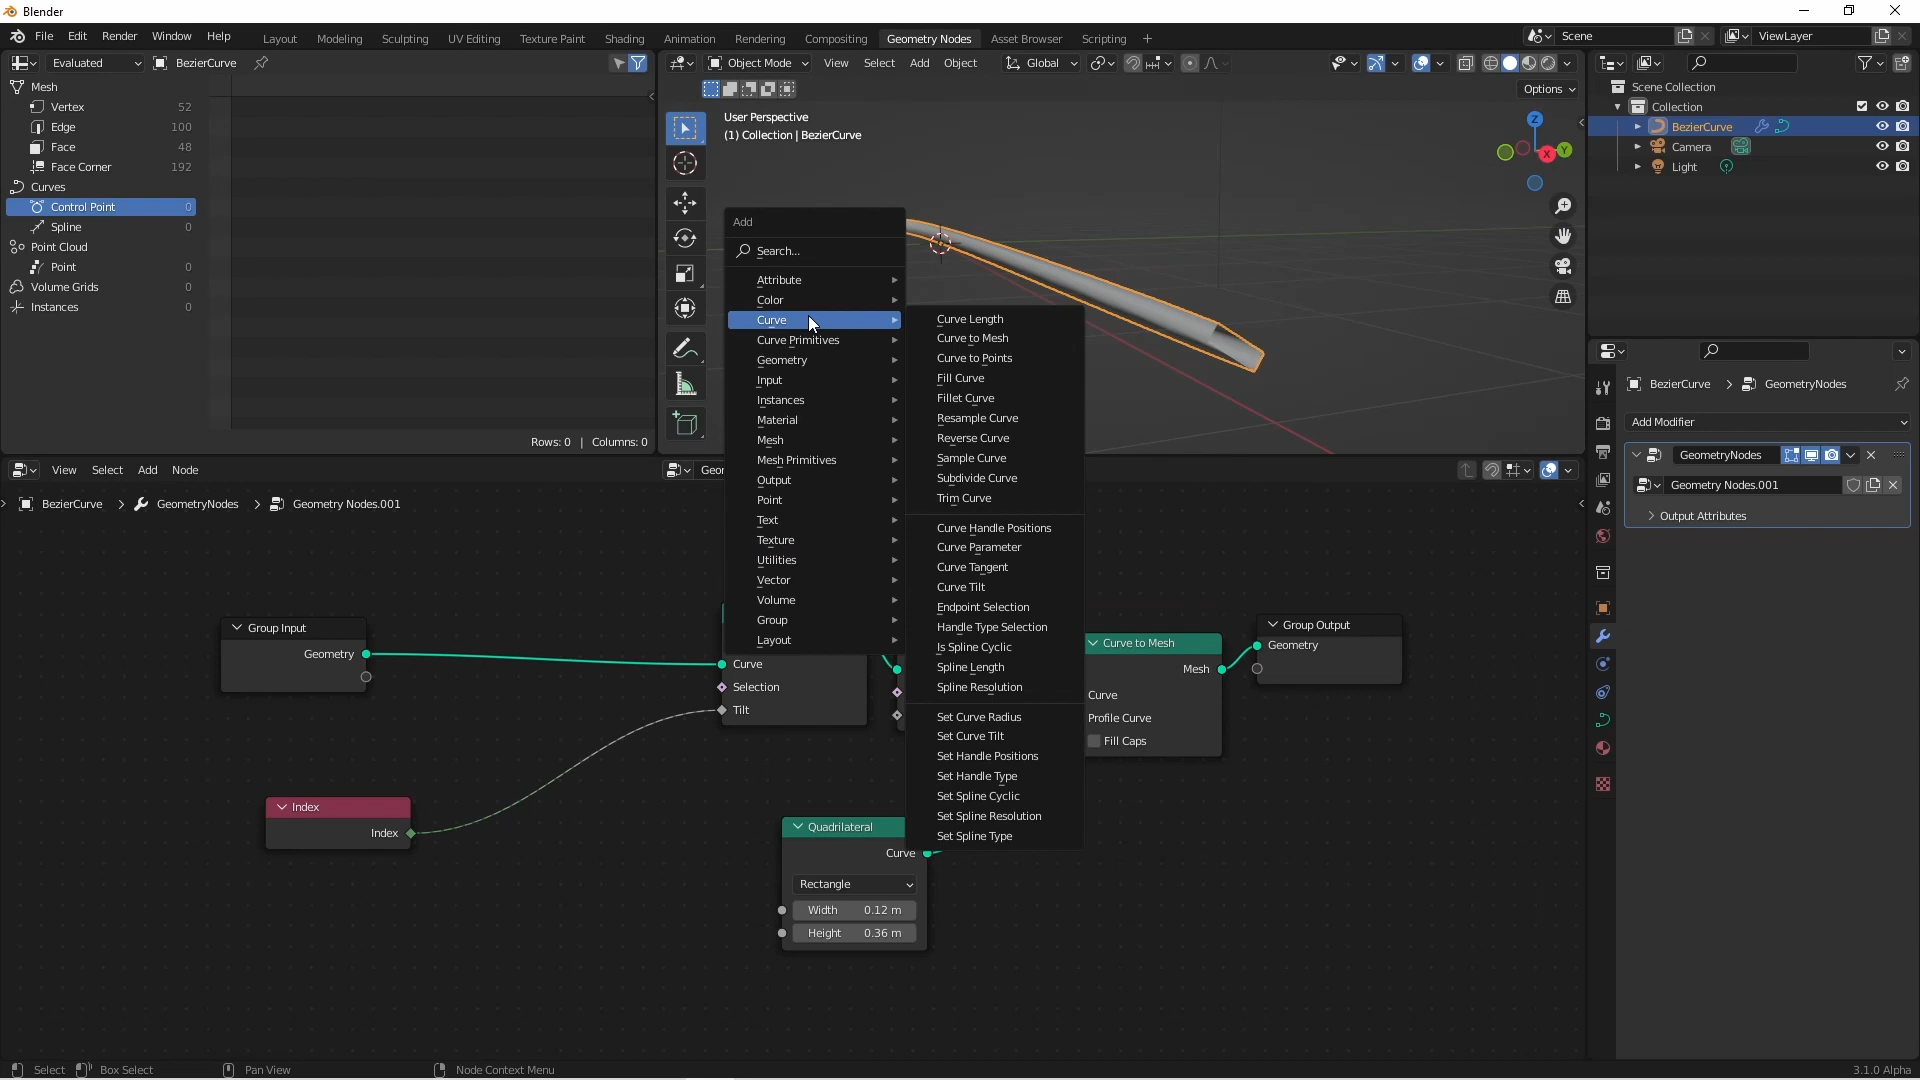 Blender
File Edit Render Window Help
Layout Modeling Sculpting UV Editing Texture Paint Shading Animation Rendering Compositing Geometry Nodes Asset Browser Scripting +
Scene
ViewLayer
Evaluated BezierCurve
Mesh
Vertex 52
Edge 100
Face 48
Face Corner 192
Curves
Control Point 0
Spline 0
Point Cloud
Point 0
Volume Grids 0
Instances 0
Rows: 0 | Columns: 0
Object Mode View Select Add Object Global
Options
User Perspective
(1) Collection | BezierCurve
Z
X
Y
Scene Collection
Collection
BezierCurve
Camera
Light
Add
Search...
Attribute
Color
Curve
Curve Primitives
Geometry
Input
Instances
Material
Mesh
Mesh Primitives
Output
Point
Text
Texture
Utilities
Vector
Volume
Group
Layout
Curve Length
Curve to Mesh
Curve to Points
Fill Curve
Fillet Curve
Resample Curve
Reverse Curve
Sample Curve
Subdivide Curve
Trim Curve
Curve Handle Positions
Curve Parameter
Curve Tangent
Curve Tilt
Endpoint Selection
Handle Type Selection
Is Spline Cyclic
Spline Length
Spline Resolution
Set Curve Radius
Set Curve Tilt
Set Handle Positions
Set Handle Type
Set Spline Cyclic
Set Spline Resolution
Set Spline Type
View Select Add Node
Geo
BezierCurve > GeometryNodes > Geometry Nodes.001
Group Input
Geometry
Index
Index
Curve
Selection
Tilt
Quadrilateral
Curve
Rectangle
Width 0.12 m
Height 0.36 m
Curve to Mesh
Mesh
Curve
Profile Curve
Fill Caps
Group Output
Geometry
BezierCurve > GeometryNodes
Add Modifier
GeometryNodes
Geometry Nodes.001
Output Attributes
Select Box Select Pan View Node Context Menu
3.1.0 Alpha